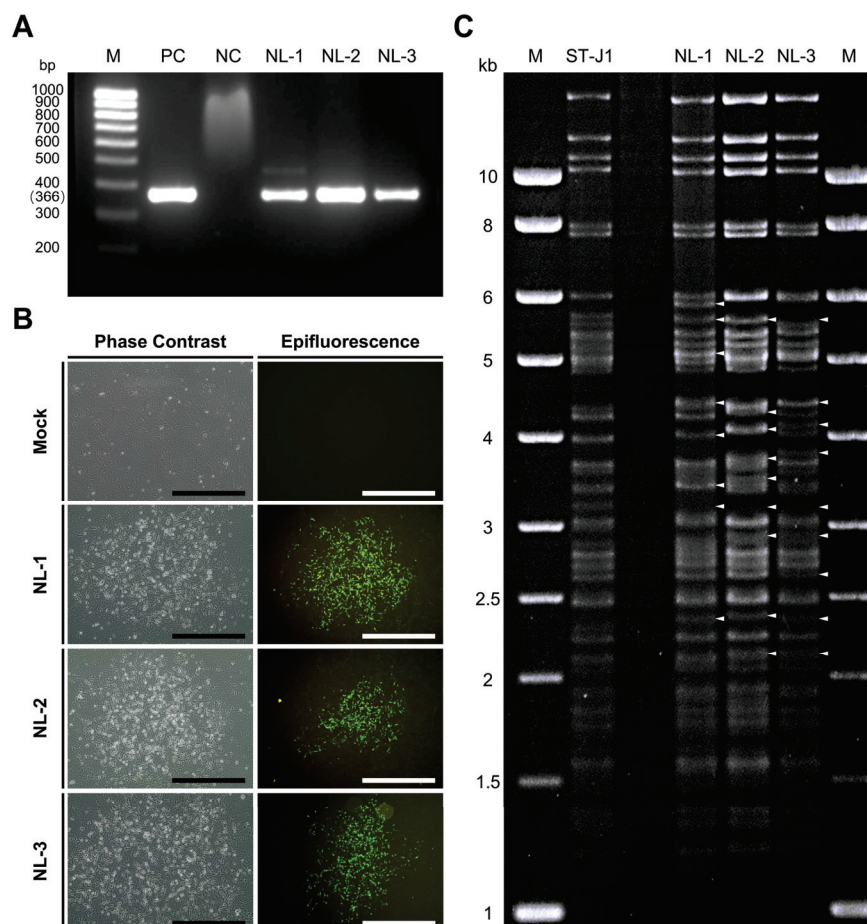 A
M PC NC NL-1 NL-2 NL-3
bp
1000
900
800
700
600
500
400
(366)
300
200
B
Phase Contrast Epifluorescence
Mock
NL-1
NL-2
NL-3
C
M ST-J1 NL-1 NL-2 NL-3 M
kb
10
8
6
5
4
3
2.5
2
1.5
1